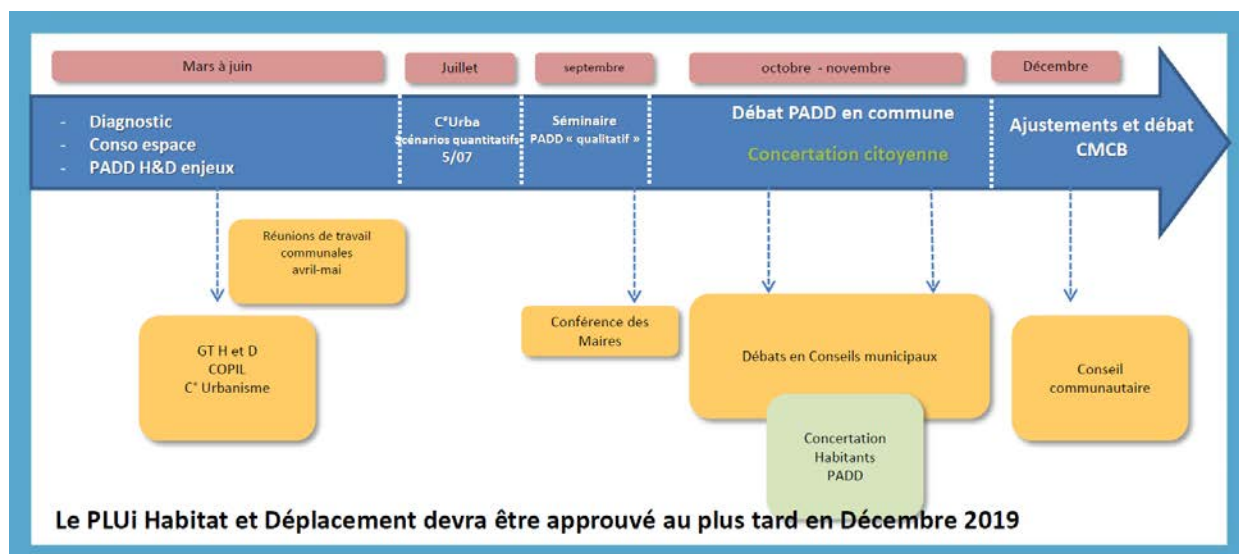 Mars à juin
Juillet
septembre
octobre - novembre
Décembre
- Diagnostic
- Conso espace
- PADD H&D enjeux
C°Urba
Scénarios quantitatifs
5/07
Séminaire
PADD « qualitatif »
Débat PADD en commune
Concertation citoyenne
Ajustements et débat
CMCB
Réunions de travail
communales
avril-mai
GT H et D
COPIL
C° Urbanisme
Conférence des
Maires
Débats en Conseils municipaux
Concertation
Habitants
PADD
Conseil
communautaire
Le PLUi Habitat et Déplacement devra être approuvé au plus tard en Décembre 2019